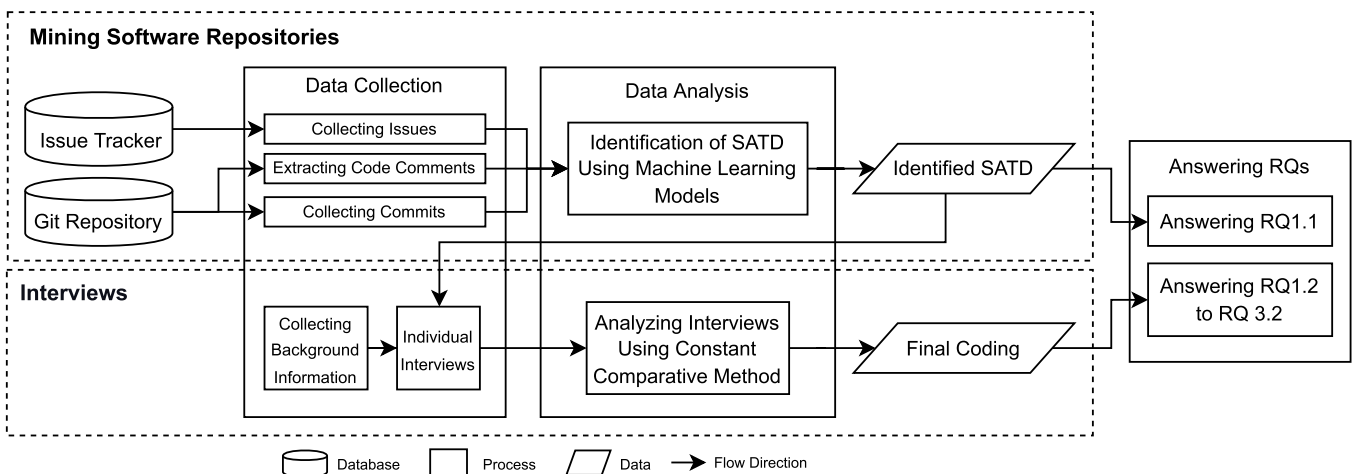 Mining Software Repositories
Issue Tracker
Git Repository
Data Collection
Collecting Issues
Extracting Code Comments
Collecting Commits
Data Analysis
Identification of SATD
Using Machine Learning
Models
Identified SATD
Answering RQs
Answering RQ1.1
Answering RQ1.2
to RQ 3.2
Interviews
Collecting
Background
Information
Individual
Interviews
Analyzing Interviews
Using Constant
Comparative Method
Final Coding
Database
Process
Data
Flow Direction